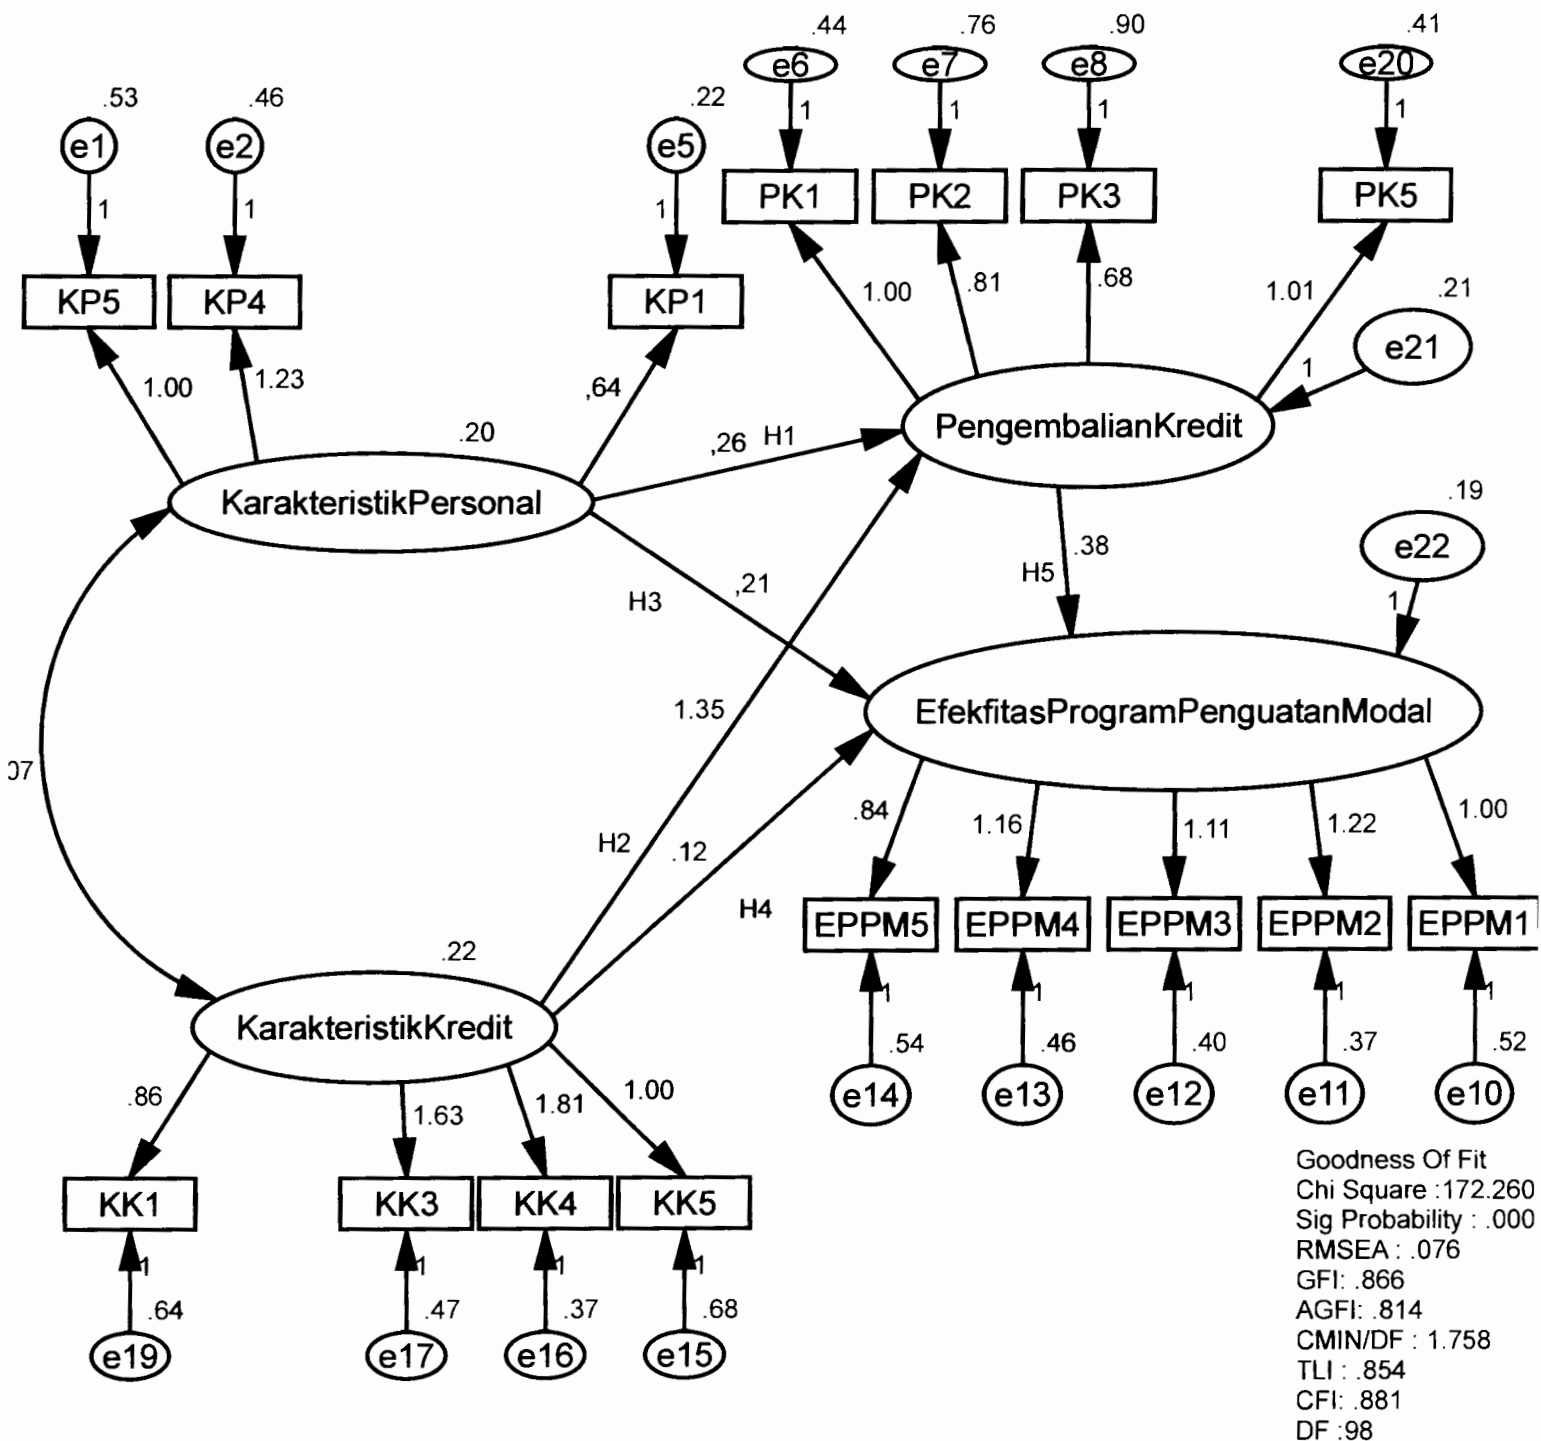 .44 .76 .90 .41
e6 e7 e8 e20
.53 .46 .22
1 1 1 1
e1 e2 e5
PK1 PK2 PK3 PK5
1 1 1
KP5 KP4 KP1
1.00 .81 .68 1.01 .21
e21
1
1.00 1.23 ,64
.20
,26 H1
PengembalianKredit
KarakteristikPersonal
.19
e22
.38
H5
1
H3 ,21
1.35
EfekfitasProgramPenguatanModal
07
.84 1.16 1.11 1.22 1.00
H2 .12
H4
EPPM5 EPPM4 EPPM3 EPPM2 EPPM1
.22
1 1 1 1 1
KarakteristikKredit
.54 .46 .40 .37 .52
e14 e13 e12 e11 e10
.86 1.63 1.81 1.00
KK1 KK3 KK4 KK5
1 1 1 1
.64 .47 .37 .68
e19 e17 e16 e15
Goodness Of Fit
Chi Square :172.260
Sig Probability : .000
RMSEA : .076
GFI: .866
AGFI: .814
CMIN/DF : 1.758
TLI : .854
CFI: .881
DF :98